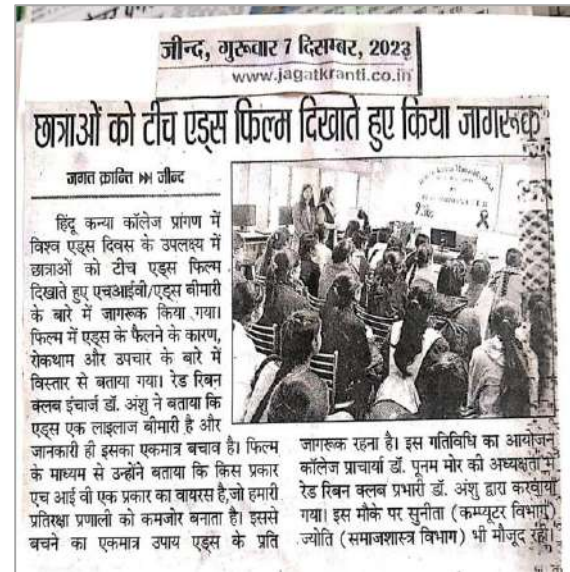 जीन्द, गुरूवार 7 दिसम्बर, 2023
www.jagatkranti.co.in
छात्राओं को टीच एड्स फिल्म दिखाते हुए किया जागरूक
जगत क्रान्ति ▶▶ जीन्द
हिंदू कन्या कॉलेज प्रांगण में
विश्व एड्स दिवस के उपलक्ष्य में
छात्राओं को टीच एड्स फिल्म
दिखाते हुए एचआईवी/एड्स बीमारी
के बारे में जागरूक किया गया।
फिल्म में एड्स के फैलने के कारण,
रोकथाम और उपचार के बारे में
विस्तार से बताया गया। रेड रिबन
क्लब इंचार्ज डॉ. अंशु ने बताया कि
एड्स एक लाइलाज बीमारी है और
जानकारी ही इसका एकमात्र बचाव है। फिल्म
के माध्यम से उन्होंने बताया कि किस प्रकार
एच आई वी एक प्रकार का वायरस है,जो हमारी
प्रतिरक्षा प्रणाली को कमजोर बनाता है। इससे
बचने का एकमात्र उपाय एड्स के प्रति
जागरूक रहना है। इस गतिविधि का आयोजन
कॉलेज प्राचार्या डॉ. पूनम मोर की अध्यक्षता में
रेड रिबन क्लब प्रभारी डॉ. अंशु द्वारा करवाया
गया। इस मौके पर सुनीता (कम्प्यूटर विभाग)
ज्योति (समाजशास्त्र विभाग) भी मौजूद रही।